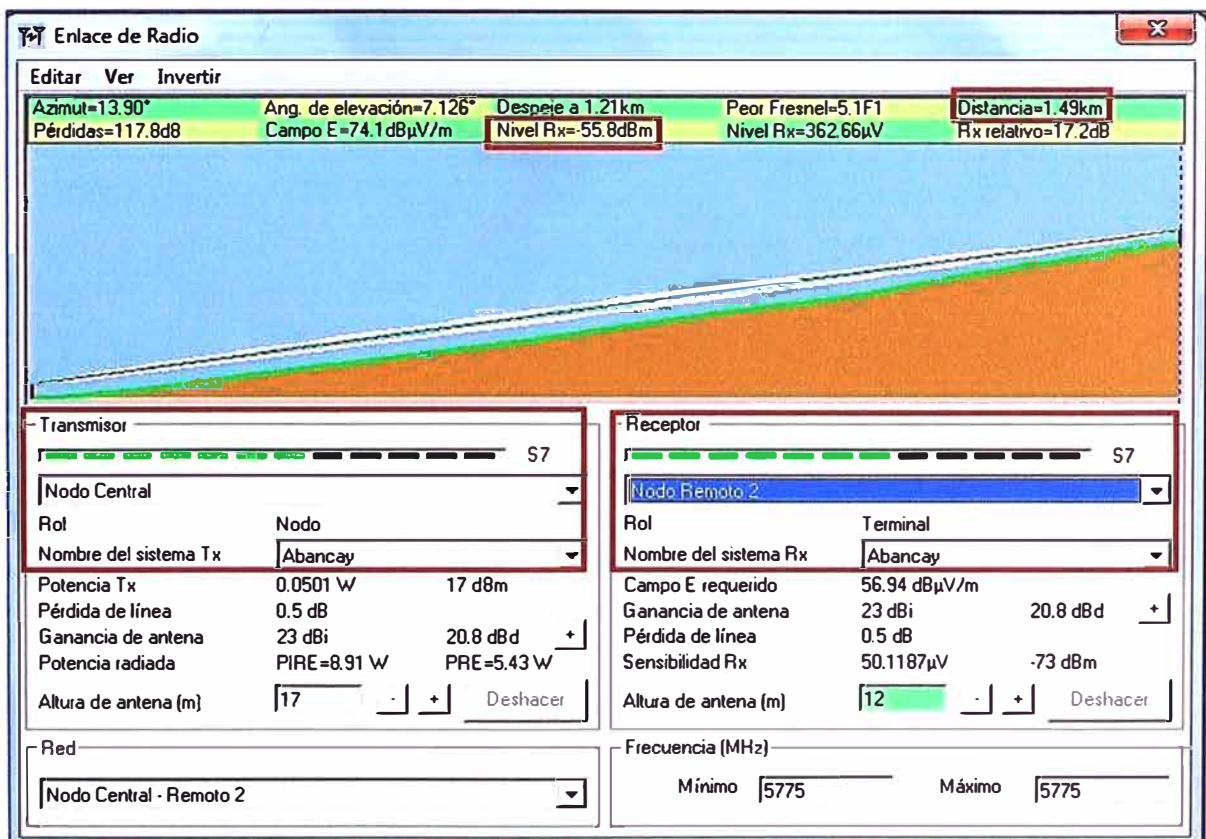 Enlace de Radio
Editar Ver Invertir
Azimut=13.90° Ang. de elevación=7.126° Despeje a 1.21km Peor Fresnel=5.1F1 Distancia=1.49km
Pérdidas=117.8dB Campo E=74.1dBµV/m Nivel Rx=-55.8dBm Nivel Rx=362.66µV Rx relativo=17.2dB
Transmisor Receptor
S7 S7
Nodo Central Nodo Remoto 2
Rol Nodo Rol Terminal
Nombre del sistema Tx Abancay Nombre del sistema Rx Abancay
Potencia Tx 0.0501 W 17 dBm Campo E requerido 56.94 dBµV/m
Pérdida de línea 0.5 dB Ganancia de antena 23 dBi 20.8 dBd +
Ganancia de antena 23 dBi 20.8 dBd + Pérdida de línea 0.5 dB
Potencia radiada PIRE=8.91 W PRE=5.43 W Sensibilidad Rx 50.1187µV -73 dBm
Altura de antena (m) 17 - + Deshacer Altura de antena (m) 12 - + Deshacer
Red Frecuencia (MHz)
Nodo Central - Remoto 2 Mínimo 5775 Máximo 5775